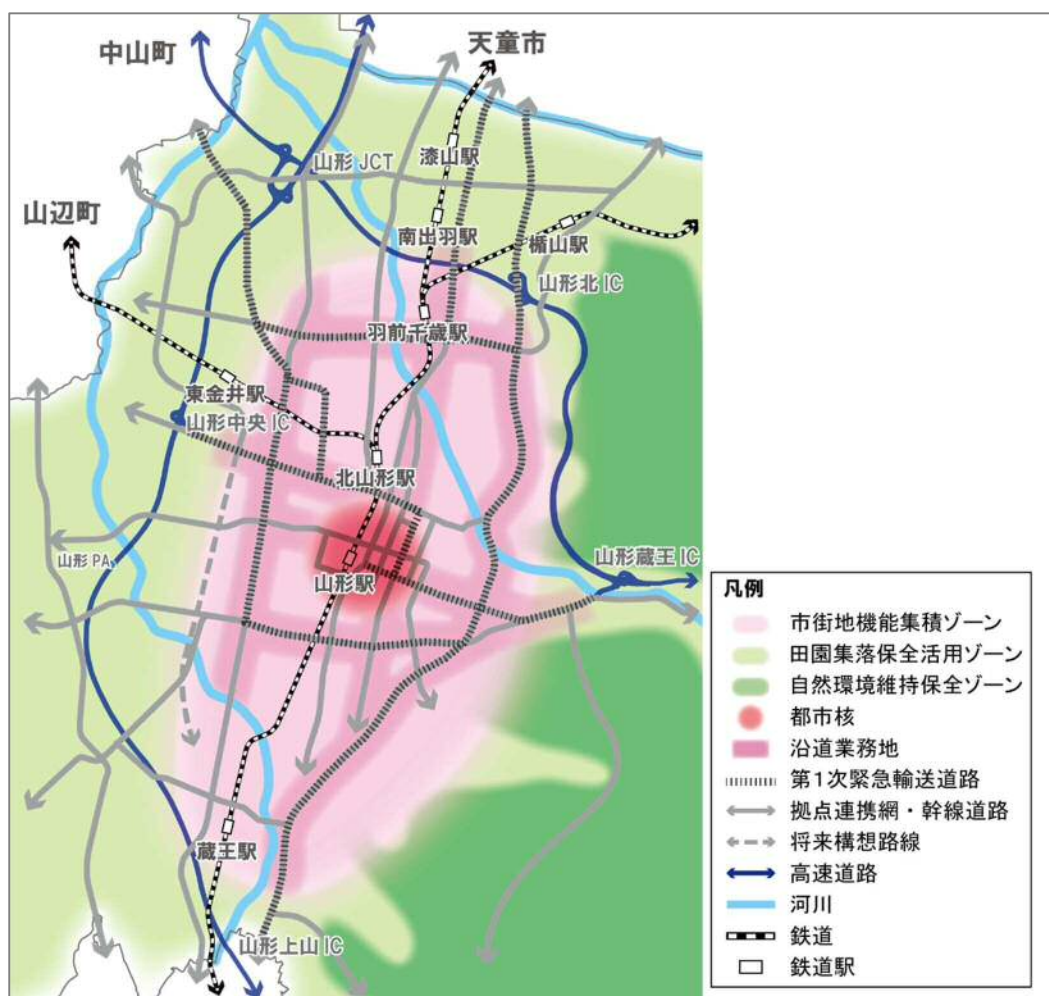 中山町
天童市
山形 JCT
漆山駅
山辺町
南出羽駅
楯山駅
山形北 IC
羽前千歳駅
東金井駅
山形中央 IC
北山形駅
山形 PA
山形駅
山形蔵王 IC
蔵王駅
山形上山 IC
凡例
市街地機能集積ゾーン
田園集落保全活用ゾーン
自然環境維持保全ゾーン
都市核
沿道業務地
第1次緊急輸送道路
拠点連携網・幹線道路
将来構想路線
高速道路
河川
鉄道
鉄道駅